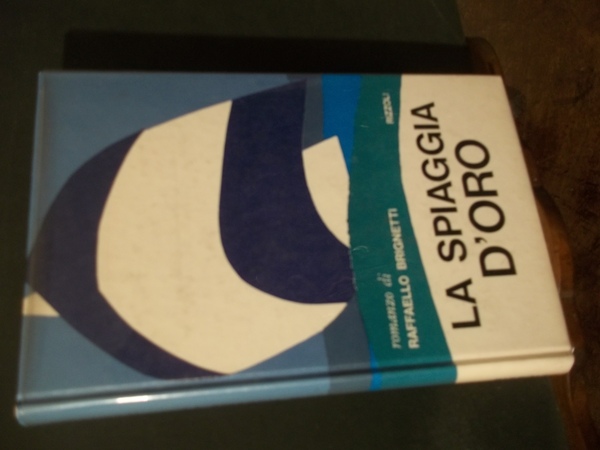 LA SPIAGGIA
D'ORO
romanzo di
RAFFAELLO BRIGNETTI
RIZZOLI